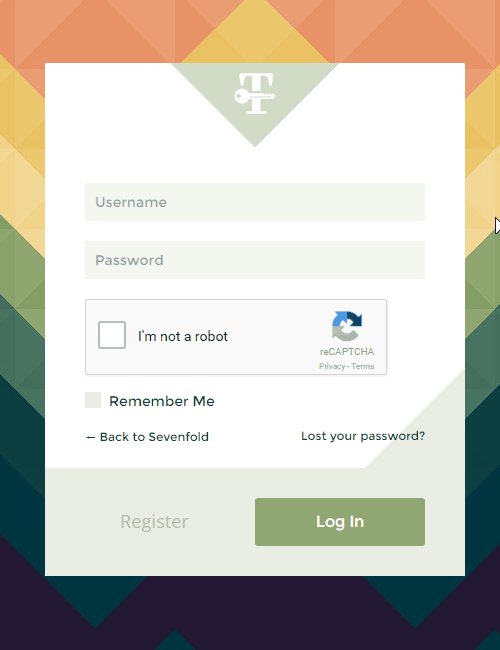 T
Username
Password
I'm not a robot
reCAPTCHA
Privacy - Terms
Remember Me
← Back to Sevenfold
Lost your password?
Register
Log In